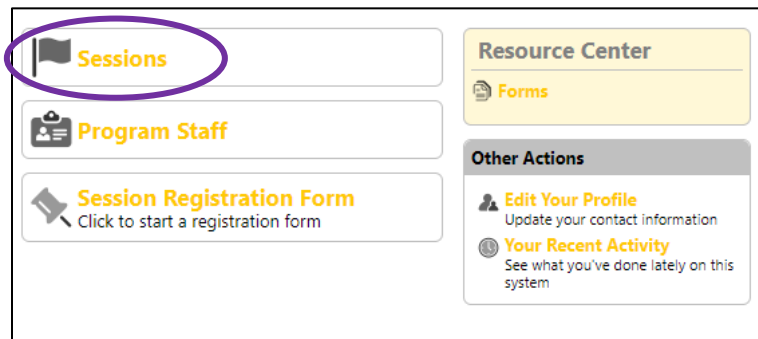 Sessions
Program Staff
Session Registration Form
Click to start a registration form
Resource Center
Forms
Other Actions
Edit Your Profile
Update your contact information
Your Recent Activity
See what you've done lately on this
system